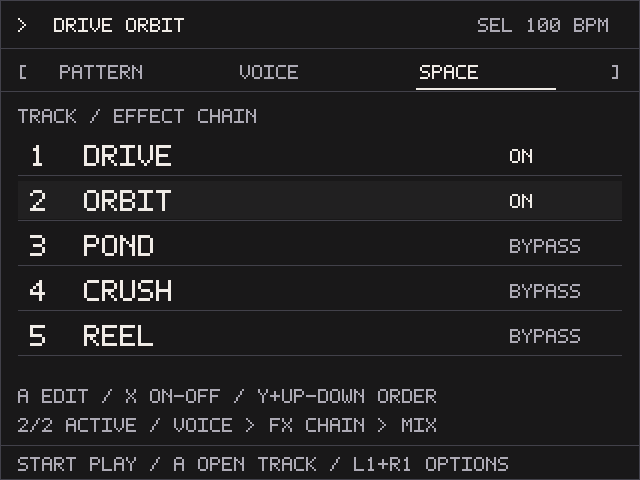 > DRIVE ORBIT SEL 100 BPM
[ PATTERN VOICE SPACE ]
TRACK / EFFECT CHAIN
1 DRIVE ON
2 ORBIT ON
3 POND BYPASS
4 CRUSH BYPASS
5 REEL BYPASS
A EDIT / X ON-OFF / Y+UP-DOWN ORDER
2/2 ACTIVE / VOICE > FX CHAIN > MIX
START PLAY / A OPEN TRACK / L1+R1 OPTIONS